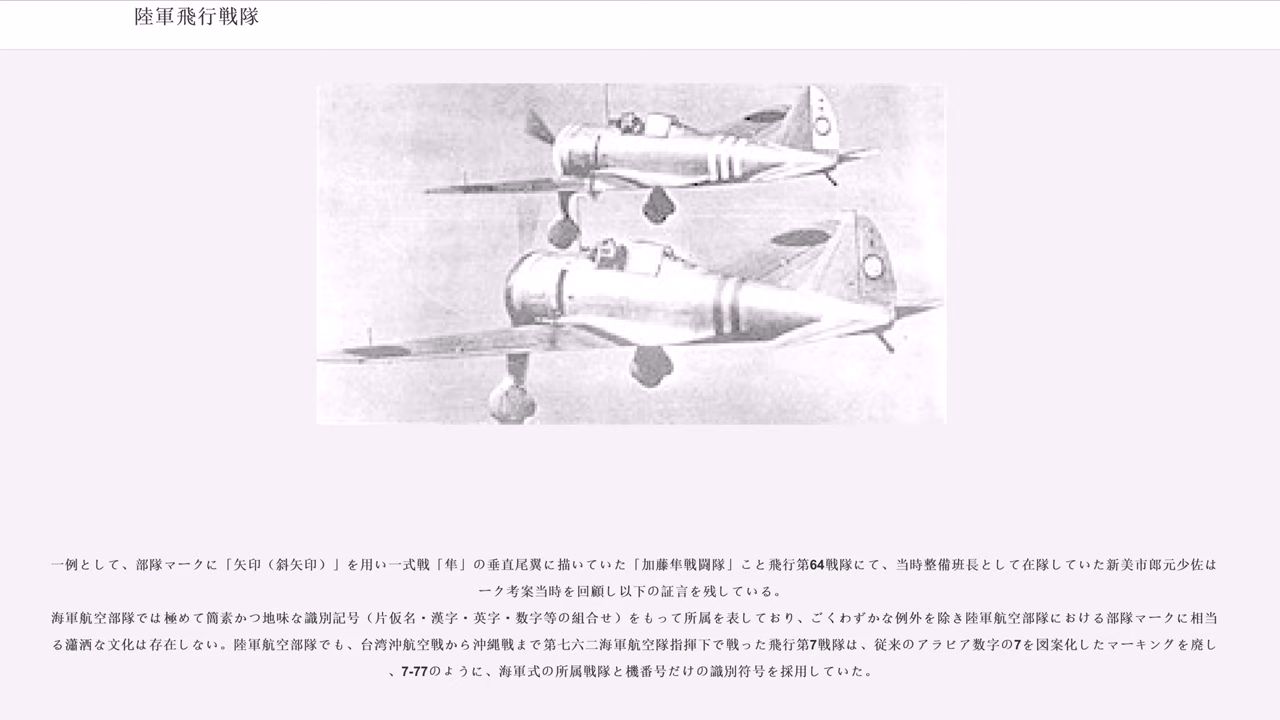 陸軍飛行戦隊
一例として、部隊マークに「矢印（斜矢印）」を用い一式戦「隼」の垂直尾翼に描いていた「加藤隼戦闘隊」こと飛行第64戦隊にて、当時整備班長として在隊していた新美市郎元少佐は
ーク考案当時を回顧し以下の証言を残している。
海軍航空部隊では極めて簡素かつ地味な識別記号（片仮名・漢字・英字・数字等の組合せ）をもって所属を表しており、ごくわずかな例外を除き陸軍航空部隊における部隊マークに相当
る瀟洒な文化は存在しない。陸軍航空部隊でも、台湾沖航空戦から沖縄戦まで第七六二海軍航空隊指揮下で戦った飛行第7戦隊は、従来のアラビア数字の7を図案化したマーキングを廃し
、7-77のように、海軍式の所属戦隊と機番号だけの識別符号を採用していた。